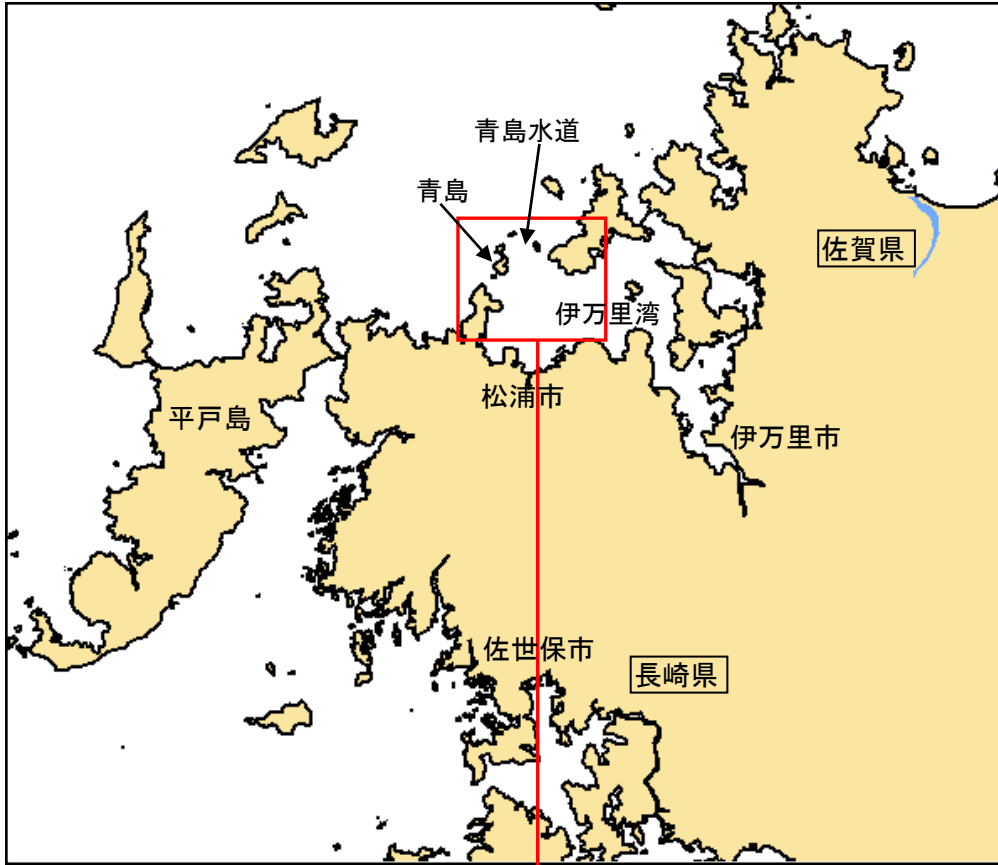 青島水道
青島
佐賀県
伊万里湾
松浦市
平戸島
伊万里市
佐世保市
長崎県